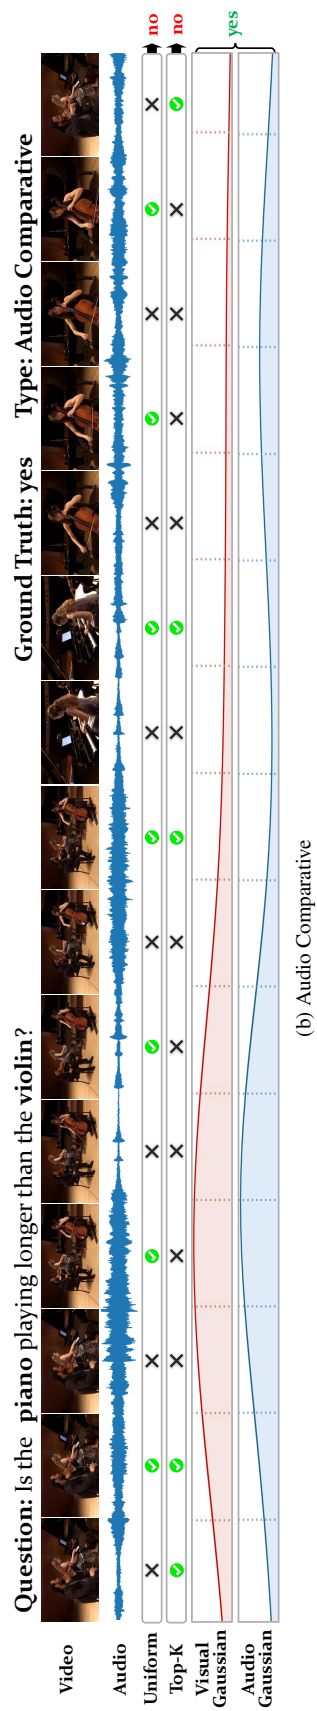 Question: Is the piano playing longer than the violin? Ground Truth: yes Type: Audio Comparative
Video
Audio
Uniform
no
Top-K
no
Visual
Gaussian
Audio
Gaussian
yes
(b) Audio Comparative